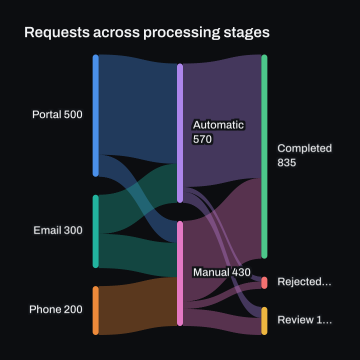 Requests across processing stages
Portal 500
Automatic
570
Completed
835
Email 300
Manual 430
Rejected…
Phone 200
Review 1…